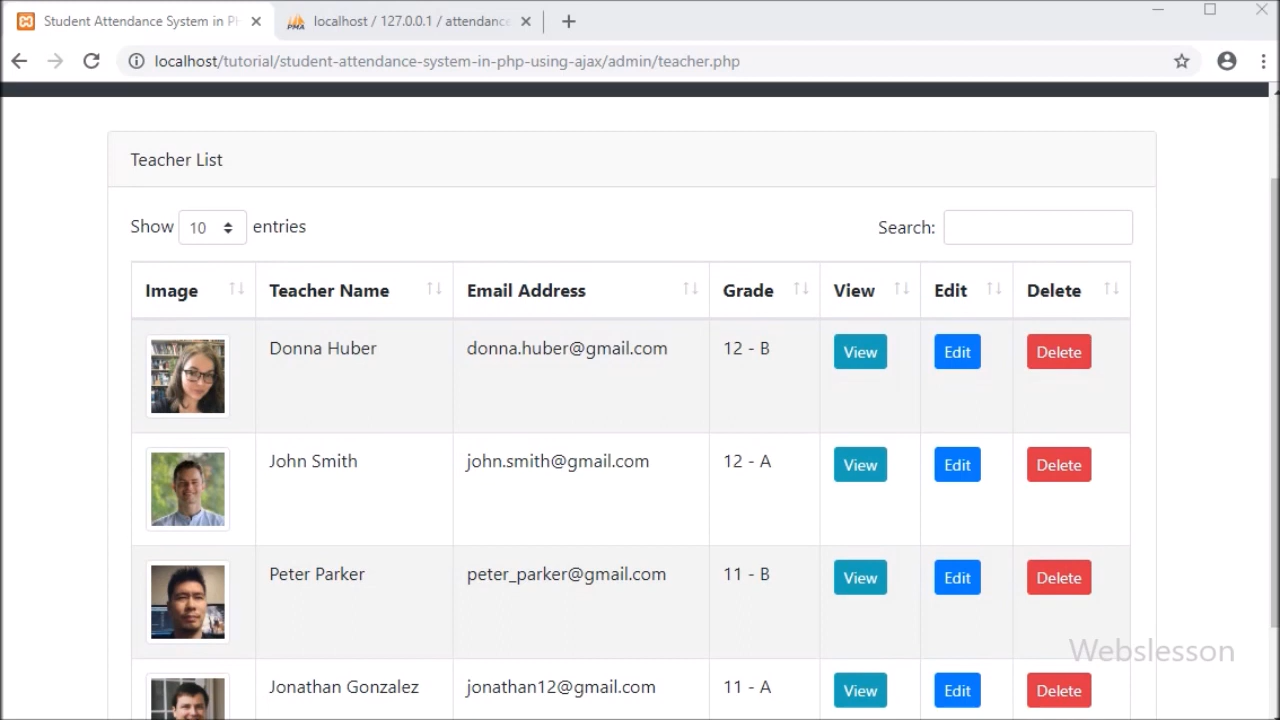 Student Attendance System in PH
localhost / 127.0.0.1 / attendance
localhost/tutorial/student-attendance-system-in-php-using-ajax/admin/teacher.php
Teacher List
Show 10 entries Search:
Image Teacher Name Email Address Grade View Edit Delete
Donna Huber donna.huber@gmail.com 12 - B View Edit Delete
John Smith john.smith@gmail.com 12 - A View Edit Delete
Peter Parker peter_parker@gmail.com 11 - B View Edit Delete
Webslesson
Jonathan Gonzalez jonathan12@gmail.com 11 - A View Edit Delete